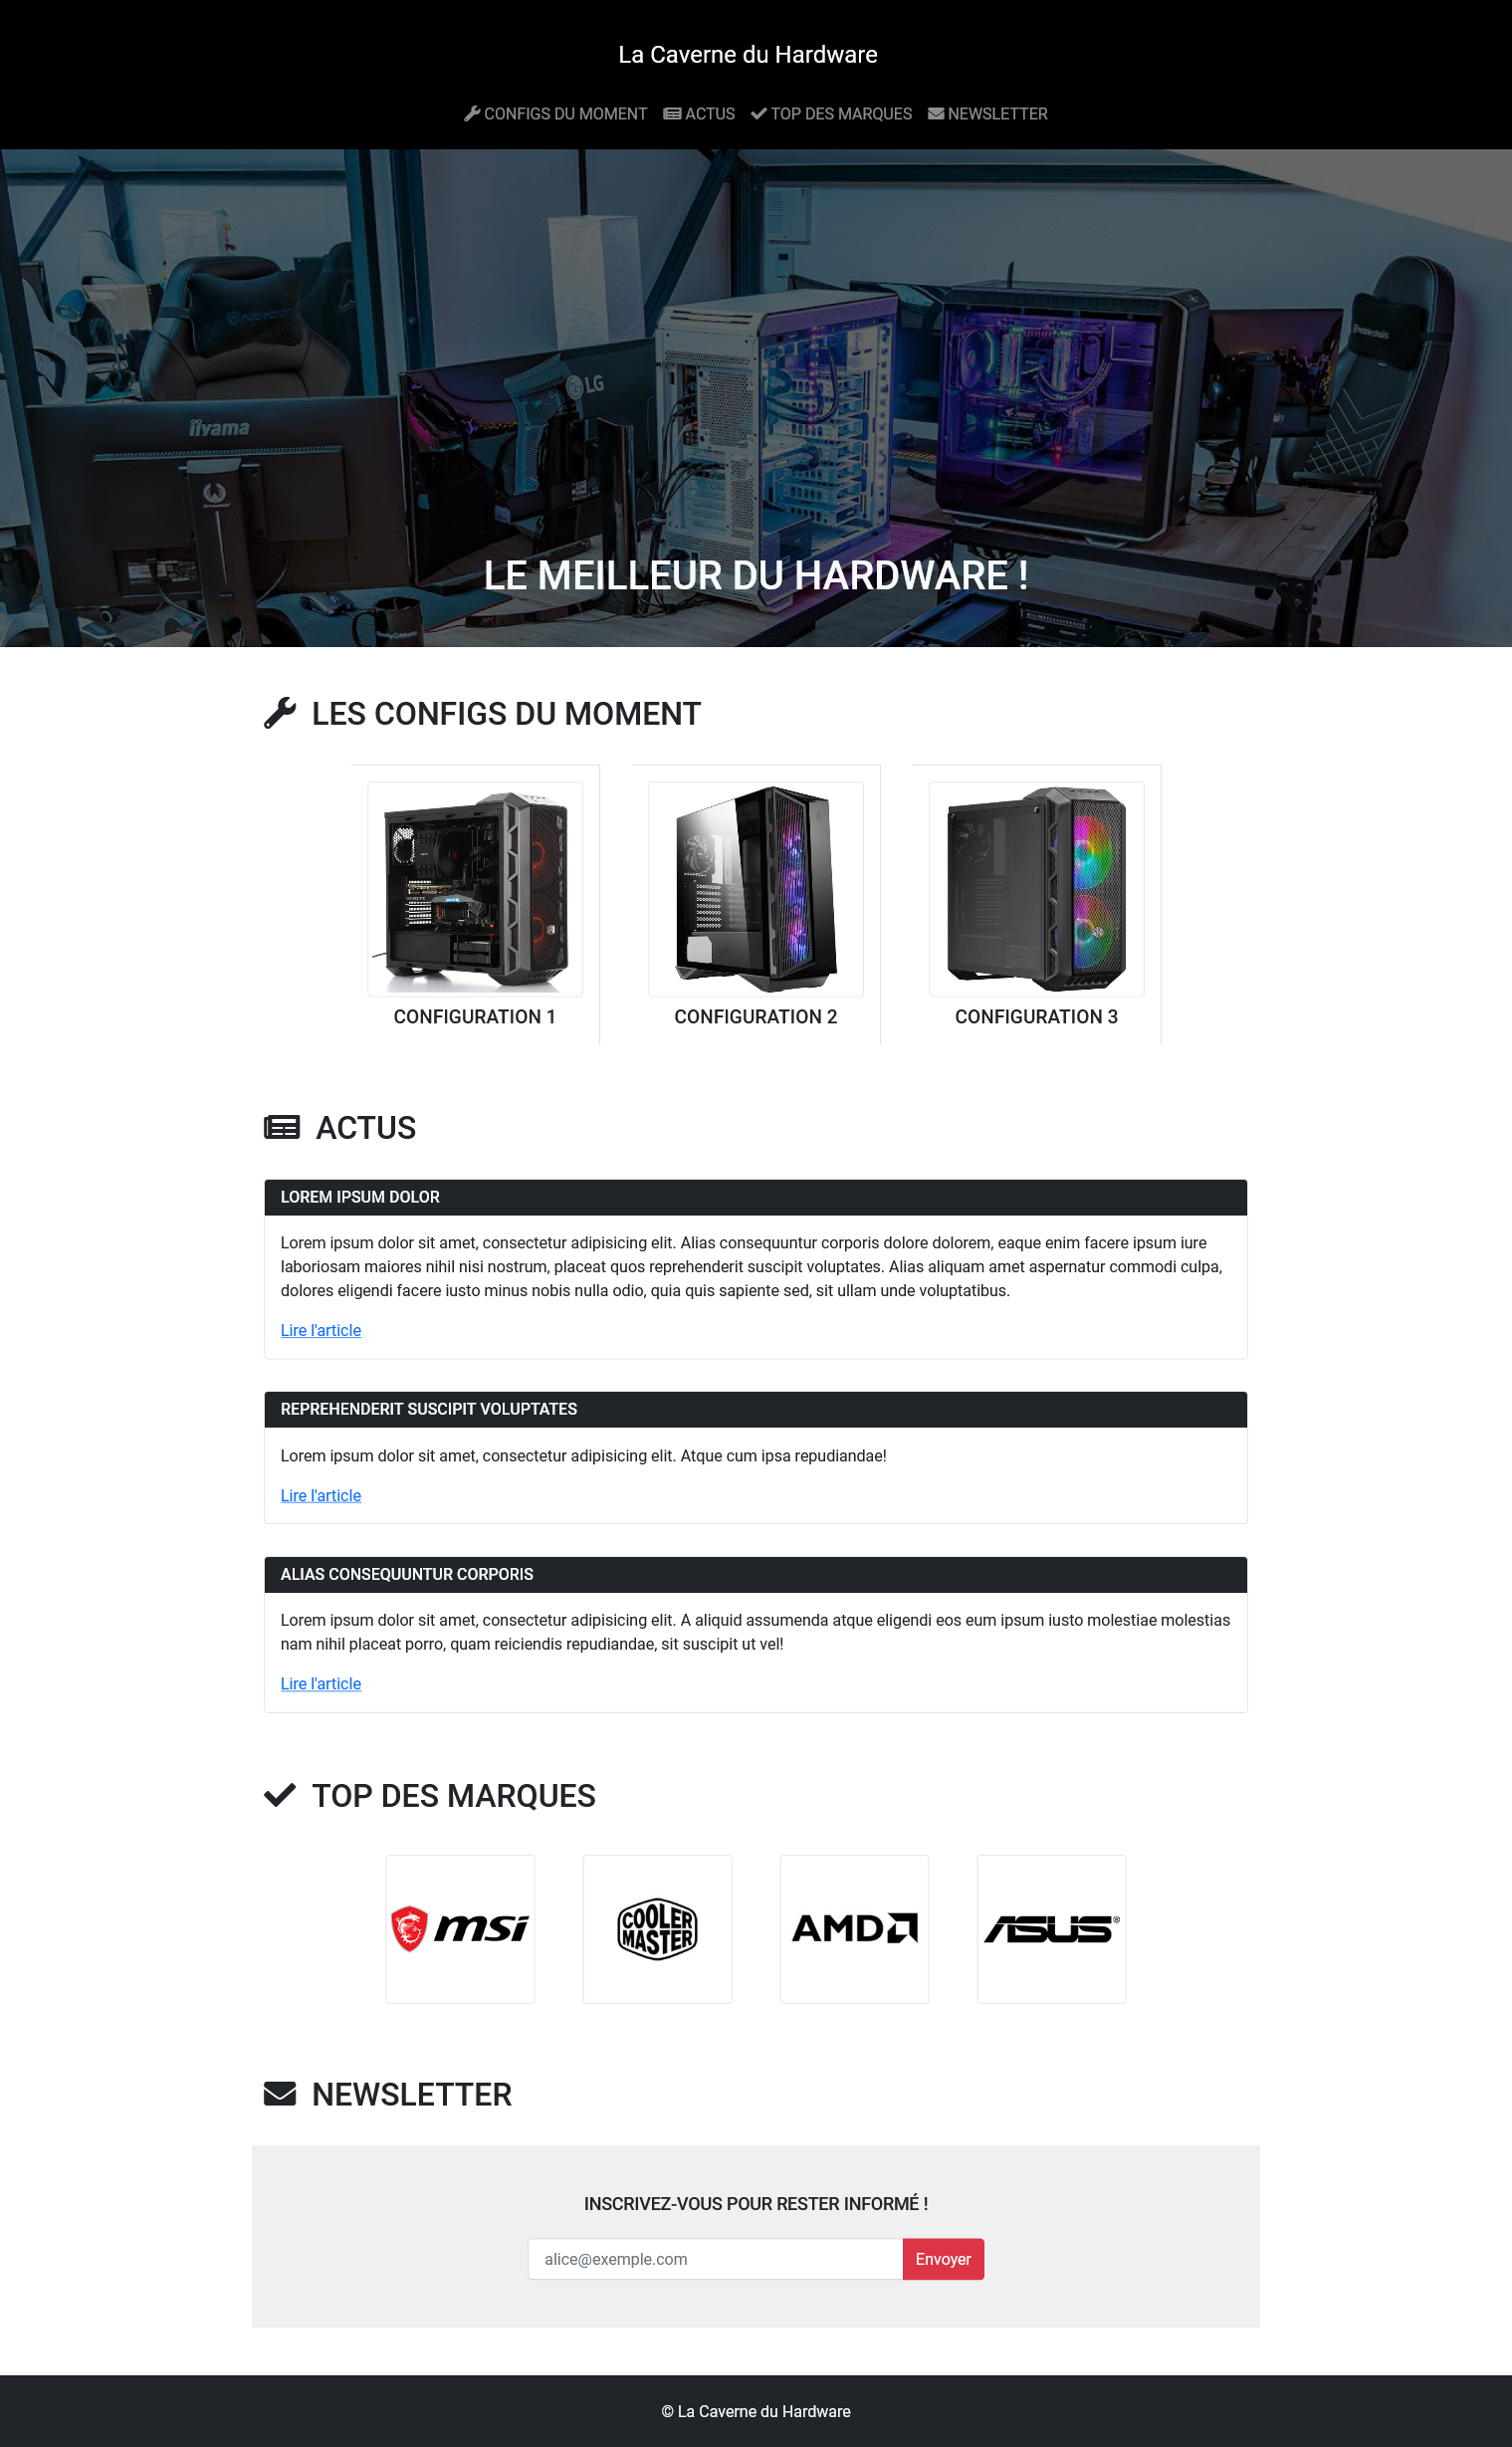 La Caverne du Hardware
CONFIGS DU MOMENT ACTUS TOP DES MARQUES NEWSLETTER
noblechairs
noblechairs
LG
iiyama
LE MEILLEUR DU HARDWARE !
LES CONFIGS DU MOMENT
CONFIGURATION 1 CONFIGURATION 2 CONFIGURATION 3
ACTUS
LOREM IPSUM DOLOR
Lorem ipsum dolor sit amet, consectetur adipisicing elit. Alias consequuntur corporis dolore dolorem, eaque enim facere ipsum iure
laboriosam maiores nihil nisi nostrum, placeat quos reprehenderit suscipit voluptates. Alias aliquam amet aspernatur commodi culpa,
dolores eligendi facere iusto minus nobis nulla odio, quia quis sapiente sed, sit ullam unde voluptatibus.
Lire l'article
REPREHENDERIT SUSCIPIT VOLUPTATES
Lorem ipsum dolor sit amet, consectetur adipisicing elit. Atque cum ipsa repudiandae!
Lire l'article
ALIAS CONSEQUUNTUR CORPORIS
Lorem ipsum dolor sit amet, consectetur adipisicing elit. A aliquid assumenda atque eligendi eos eum ipsum iusto molestiae molestias
nam nihil placeat porro, quam reiciendis repudiandae, sit suscipit ut vel!
Lire l'article
TOP DES MARQUES
msi
COOLER
MASTER
AMD
ASUS®
NEWSLETTER
INSCRIVEZ-VOUS POUR RESTER INFORMÉ !
alice@exemple.com Envoyer
© La Caverne du Hardware